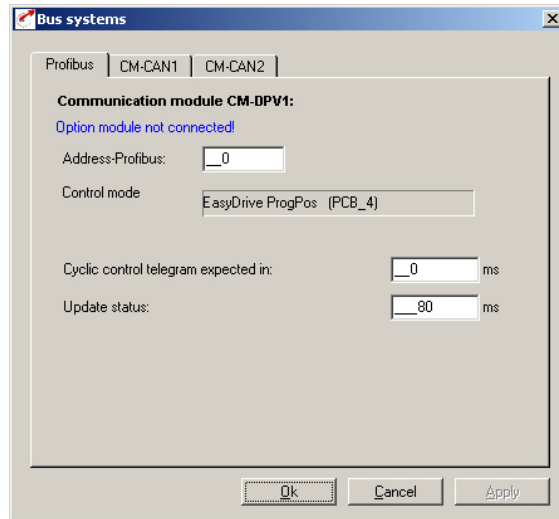 Bus systems
Profibus CM-CAN1 CM-CAN2
Communication module CM-DPV1:
Option module not connected!
Address-Profibus: __0
Control mode EasyDrive ProgPos (PCB_4)
Cyclic control telegram expected in: __0 ms
Update status: ___80 ms
Ok Cancel Apply